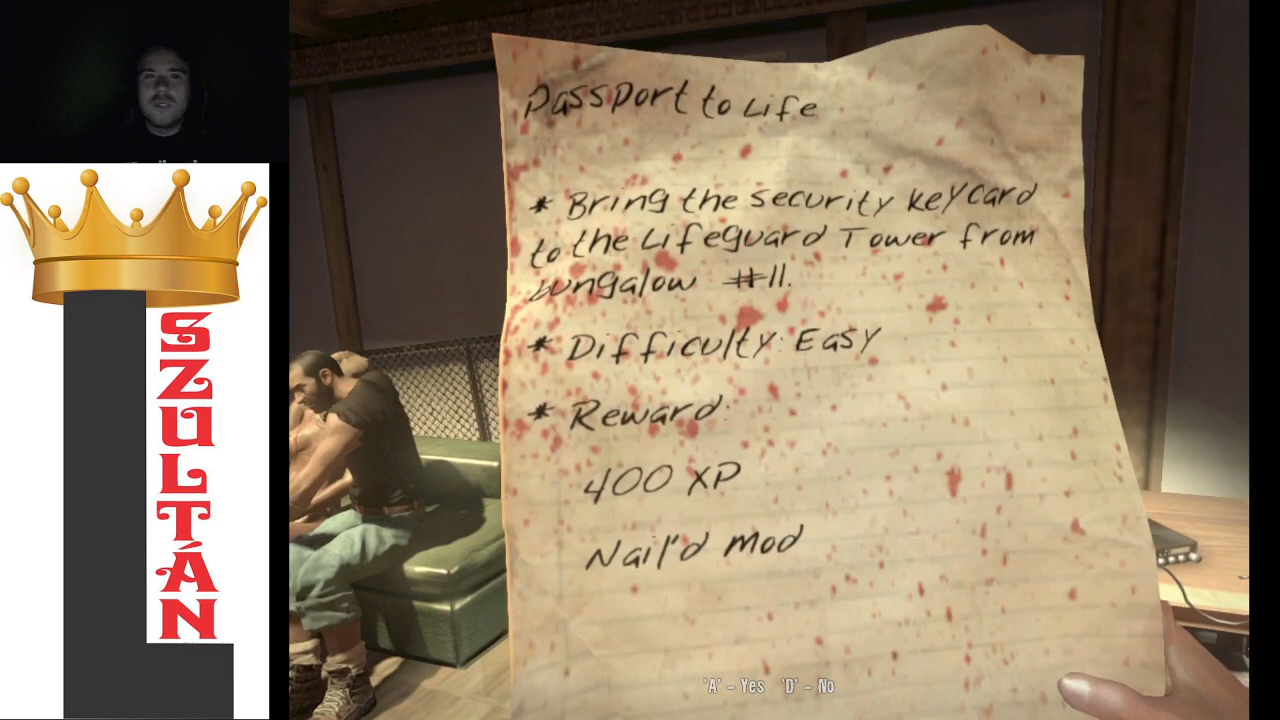 SZULTÁN
Passport to Life
* Bring the security keycard
to the Lifeguard Tower from
bungalow #11.
* Difficulty: Easy
* Reward:
400 XP
Nail'd Mod
'A' – Yes 'D' – No